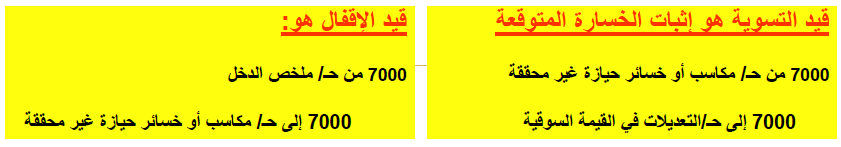 قيد التسوية هو إثبات الخسارة المتوقعة
7000 من حـ/ مكاسب أو خسائر حيازة غير محققة
7000 إلى حـ/التعديلات في القيمة السوقية
قيد الإقفال هو:
7000 من حـ/ ملخص الدخل
7000 إلى حـ/ مكاسب أو خسائر حيازة غير محققة